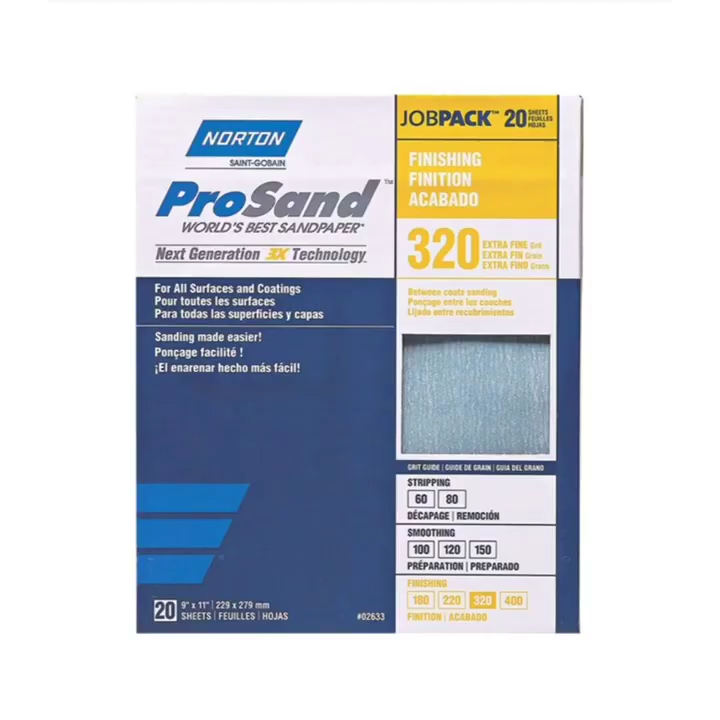 NORTON
SAINT-GOBAIN
ProSand™
WORLD'S BEST SANDPAPER™
Next Generation 3X Technology
For All Surfaces and Coatings
Pour toutes les surfaces
Para todas las superficies y capas
Sanding made easier!
Ponçage facilité !
¡El enarenar hecho más fácil!
20 9" x 11" | 229 x 279 mm
SHEETS | FEUILLES | HOJAS
#02633
JOBPACK™ 20 SHEETS
FEUILLES
HOJAS
FINISHING
FINITION
ACABADO
320 EXTRA FINE Grit
EXTRA FIN Grain
EXTRA FINO Grano
Between coats sanding
Ponçage entre les couches
Lijado entre recubrimientos
GRIT GUIDE | GUIDE DE GRAIN | GUIA DEL GRANO
STRIPPING
60 80
DÉCAPAGE | REMOCIÓN
SMOOTHING
100 120 150
PRÉPARATION | PREPARADO
FINISHING
180 220 320 400
FINITION | ACABADO